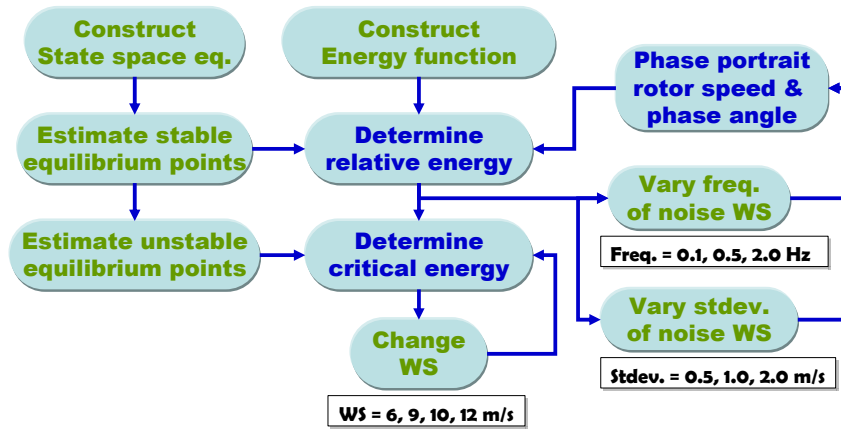 Construct
State space eq.
Construct
Energy function
Phase portrait
rotor speed &
phase angle
Estimate stable
equilibrium points
Determine
relative energy
Vary freq.
of noise WS
Freq. = 0.1, 0.5, 2.0 Hz
Estimate unstable
equilibrium points
Determine
critical energy
Vary stdev.
of noise WS
Stdev. = 0.5, 1.0, 2.0 m/s
Change
WS
WS = 6, 9, 10, 12 m/s